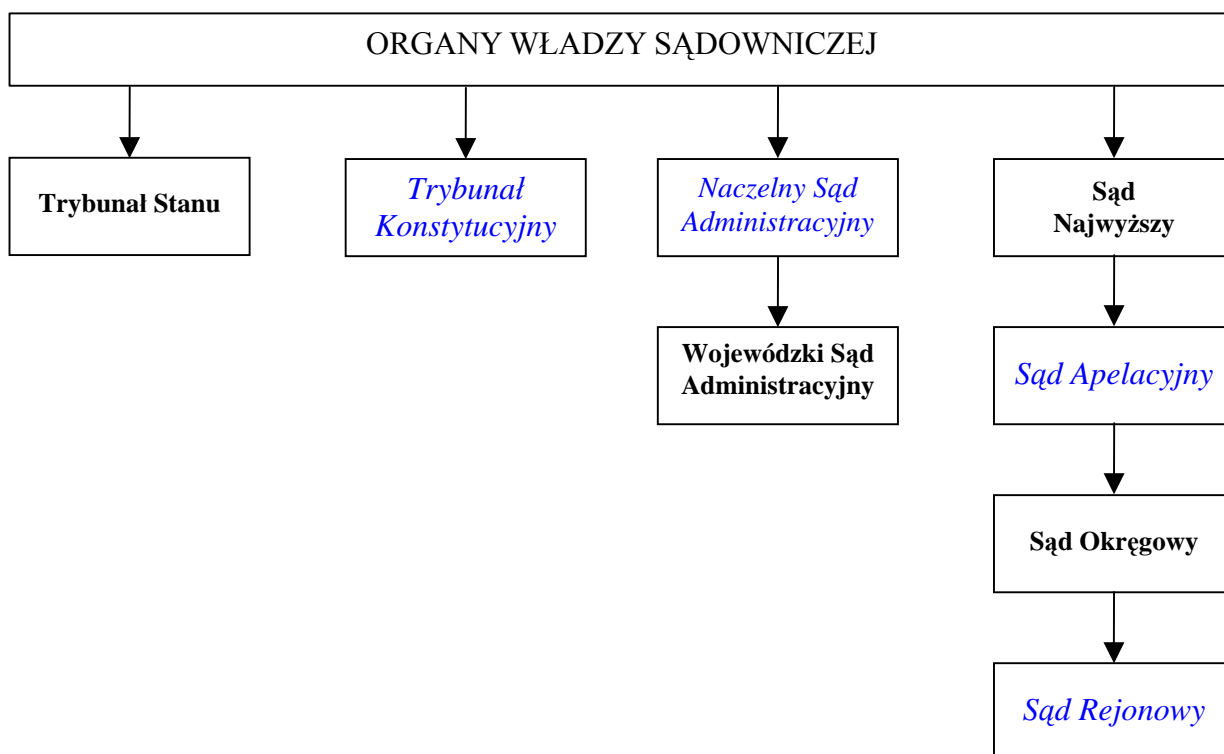 ORGANY WŁADZY SĄDOWNICZEJ
Trybunał Stanu
Trybunał
Konstytucyjny
Naczelny Sąd
Administracyjny
Sąd
Najwyższy
Wojewódzki Sąd
Administracyjny
Sąd Apelacyjny
Sąd Okręgowy
Sąd Rejonowy